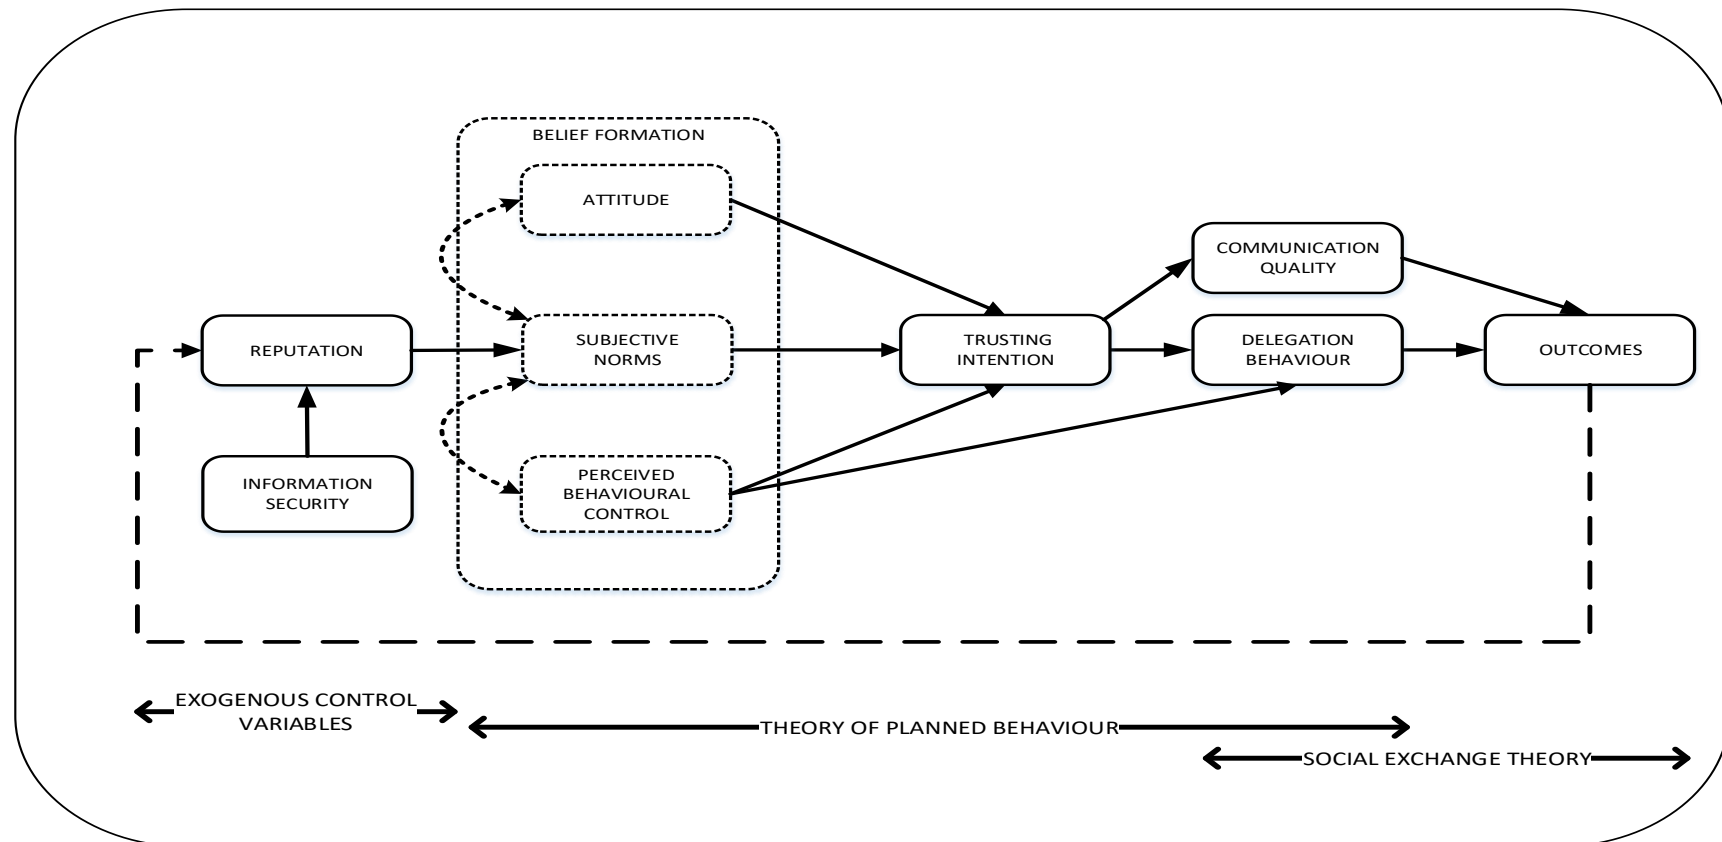 BELIEF FORMATION
ATTITUDE
COMMUNICATION
QUALITY
REPUTATION
SUBJECTIVE
NORMS
TRUSTING
INTENTION
DELEGATION
BEHAVIOUR
OUTCOMES
INFORMATION
SECURITY
PERCEIVED
BEHAVIOURAL
CONTROL
EXOGENOUS CONTROL
VARIABLES
THEORY OF PLANNED BEHAVIOUR
SOCIAL EXCHANGE THEORY